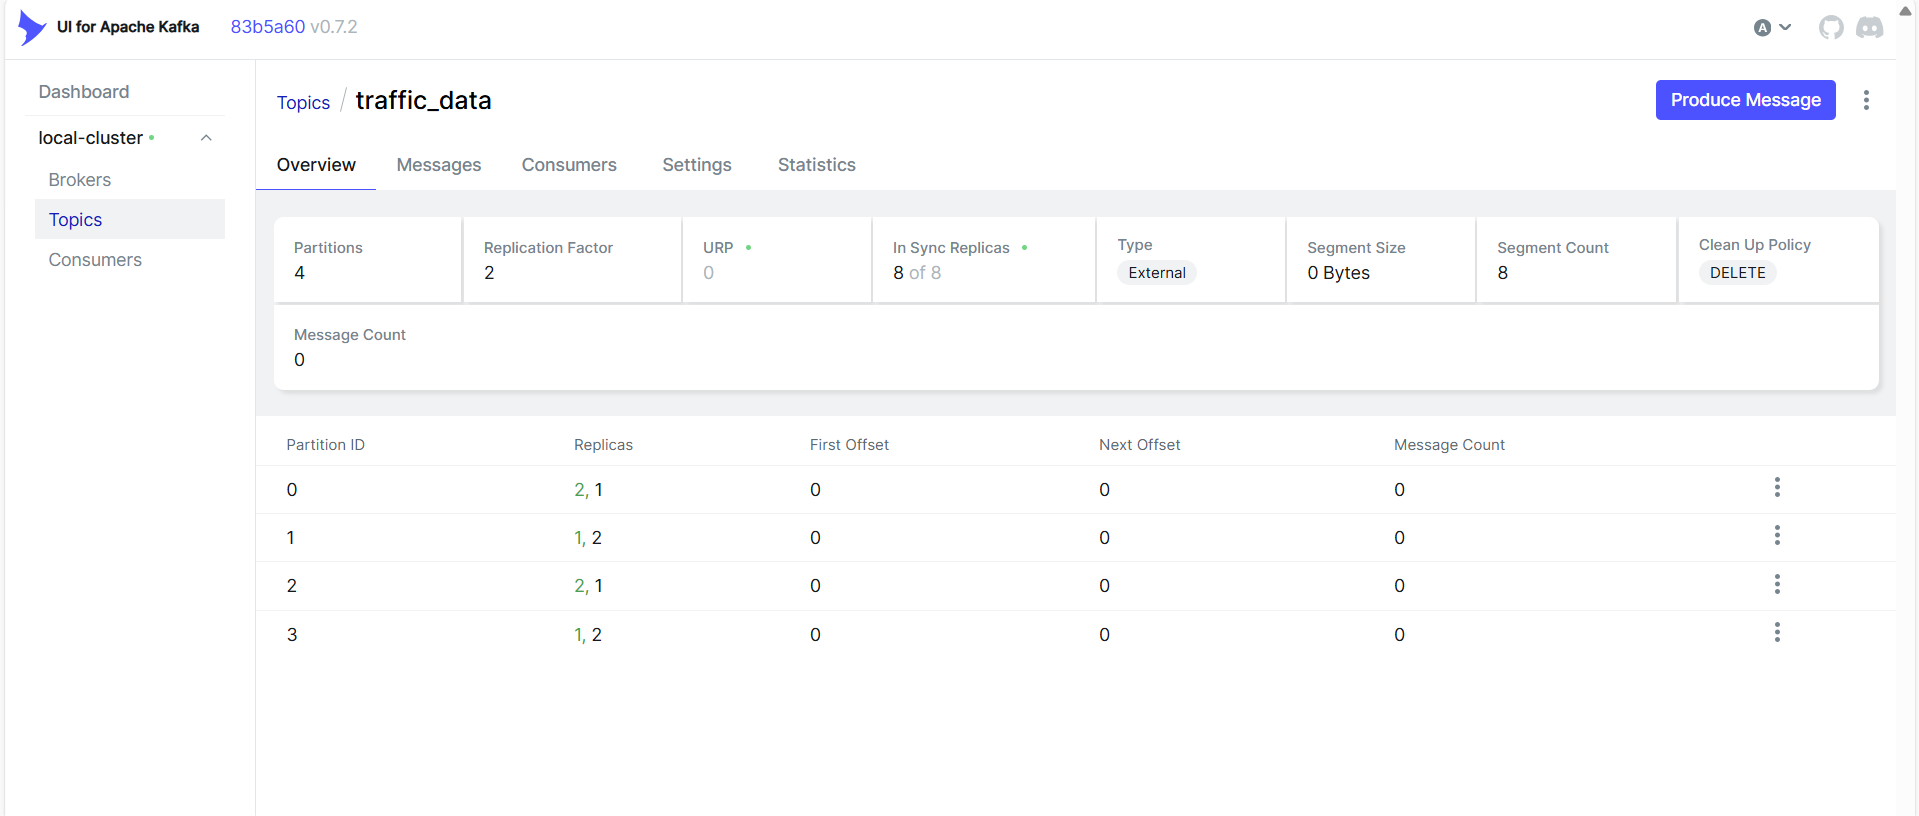 UI for Apache Kafka 83b5a60 v0.7.2 A
Dashboard
local-cluster
Brokers
Topics
Consumers
Topics / traffic_data Produce Message
Overview Messages Consumers Settings Statistics
Partitions Replication Factor URP In Sync Replicas Type Segment Size Segment Count Clean Up Policy
4 2 0 8 of 8 External 0 Bytes 8 DELETE
Message Count
0
Partition ID Replicas First Offset Next Offset Message Count
0 2, 1 0 0 0
1 1, 2 0 0 0
2 2, 1 0 0 0
3 1, 2 0 0 0